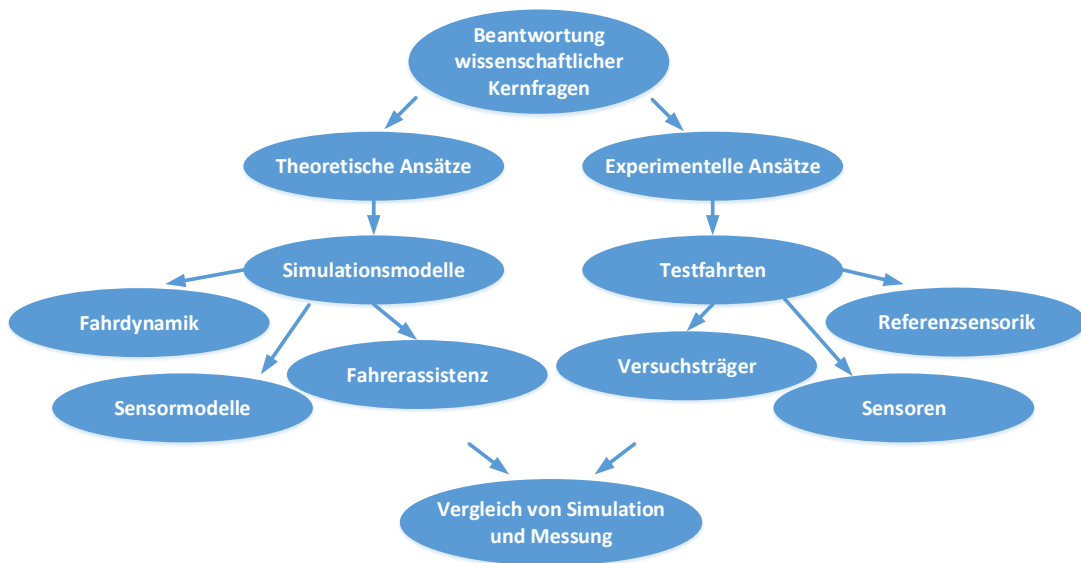 Beantwortung
wissenschaftlicher
Kernfragen
Theoretische Ansätze
Experimentelle Ansätze
Simulationsmodelle
Testfahrten
Fahrdynamik
Referenzsensorik
Fahrerassistenz
Versuchsträger
Sensormodelle
Sensoren
Vergleich von Simulation
und Messung